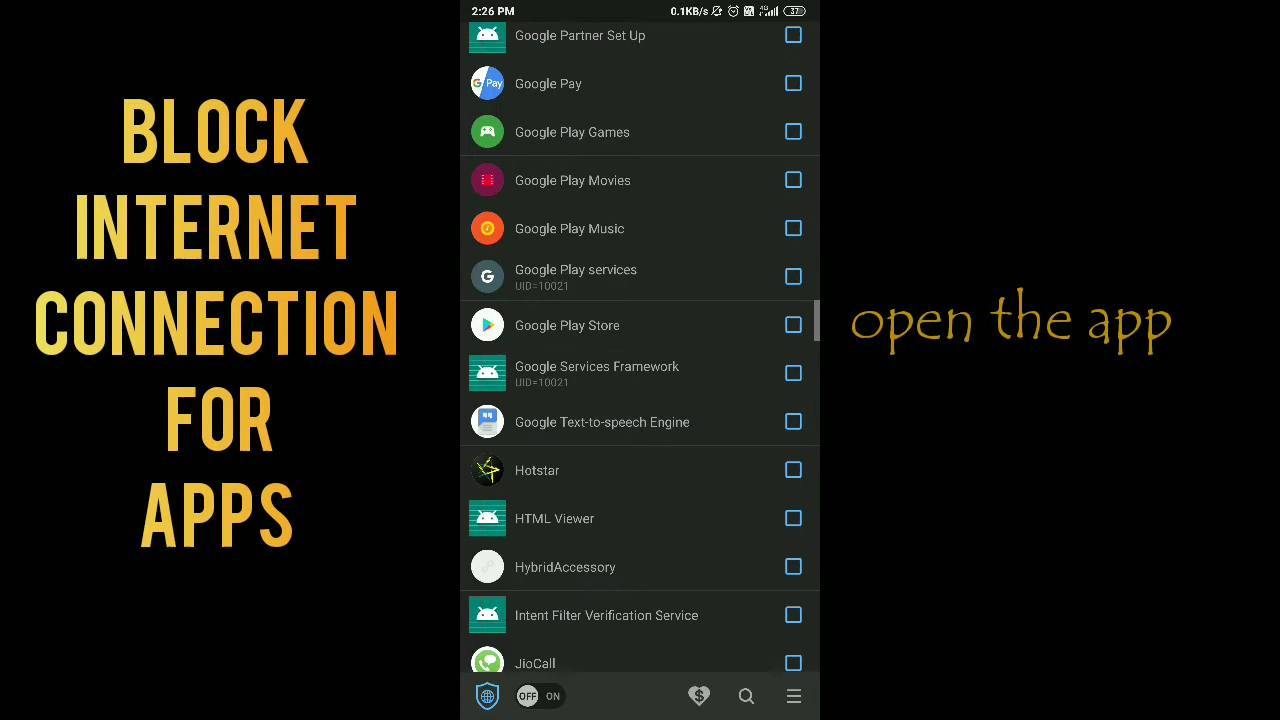 BLOCK
INTERNET
CONNECTION
FOR
APPS
2:26 PM 0.1KB/s 4G 37
Google Partner Set Up
G Pay Google Pay
Google Play Games
Google Play Movies
Google Play Music
Google Play services
UID=10021
Google Play Store
Google Services Framework
UID=10021
Google Text-to-speech Engine
Hotstar
HTML Viewer
HybridAccessory
Intent Filter Verification Service
JioCall
OFF ON
open the app